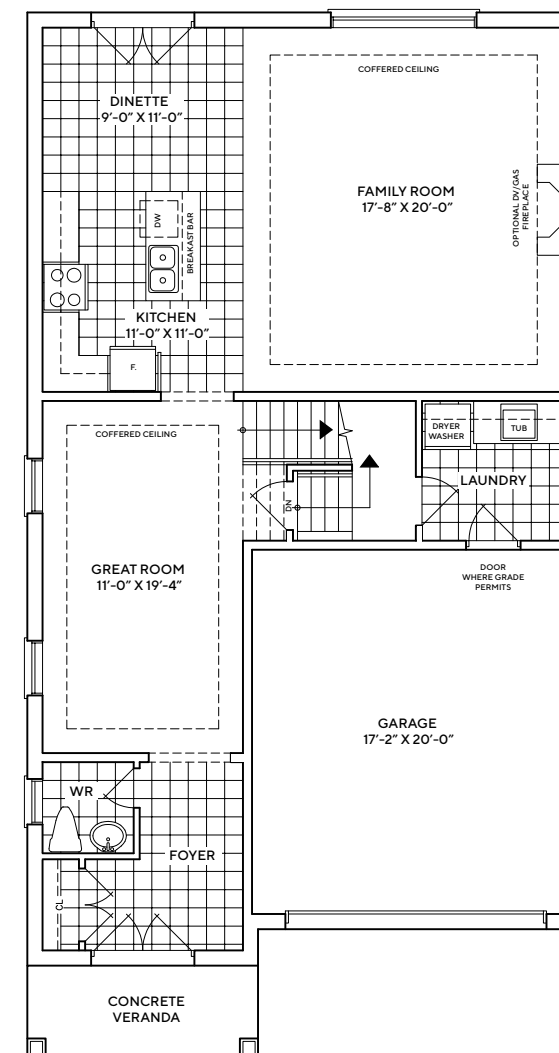 COFFERED CEILING
DINETTE
9’-0” X 11’-0”
FAMILY ROOM
17’-8” X 20’-0”
OPTIONAL DV/GAS
FIREPLACE
DW
BREAKFAST BAR
KITCHEN
11’-0” X 11’-0”
F.
COFFERED CEILING
DRYER
WASHER
TUB
LAUNDRY
DN
GREAT ROOM
11’-0” X 19’-4”
DOOR
WHERE GRADE
PERMITS
GARAGE
17’-2” X 20’-0”
WR
FOYER
CL
CONCRETE
VERANDA